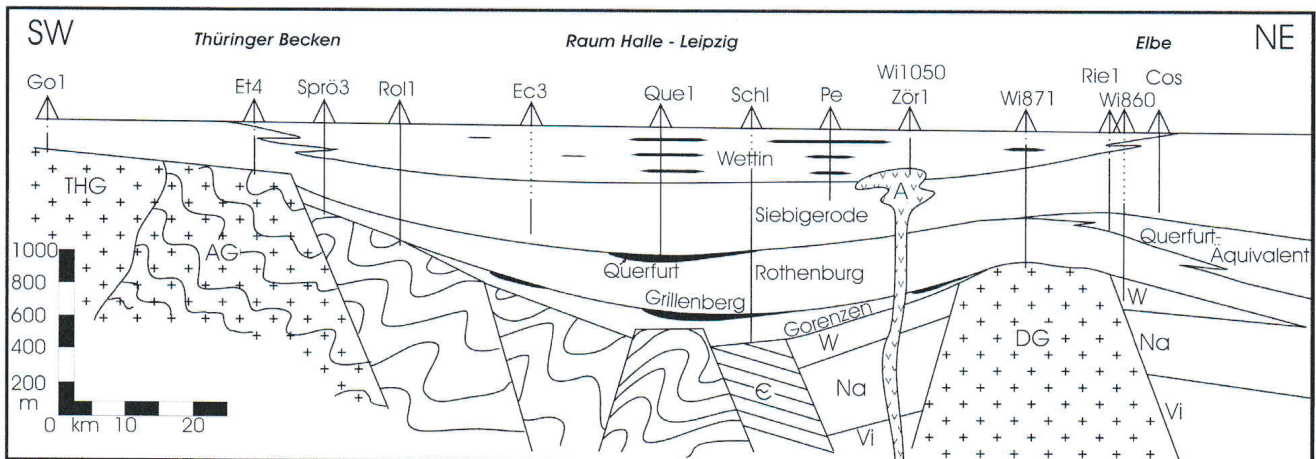 SW
Thüringer Becken
Raum Halle - Leipzig
Elbe
NE
Go1
Et4
Sprö3
Rol1
Ec3
Que1
Schl
Pe
Wi1050
Zör1
Wi871
Rie1
Wi860
Cos
Wettin
THG
A
Siebigerode
AG
Querfurt
Rothenburg
Querfurt-
Äquivalent
Grillenberg
Gorenzen
W
W
DG
Na
Na
Є
Vi
Vi
1000
800
600
400
200
m
0 km 10 20